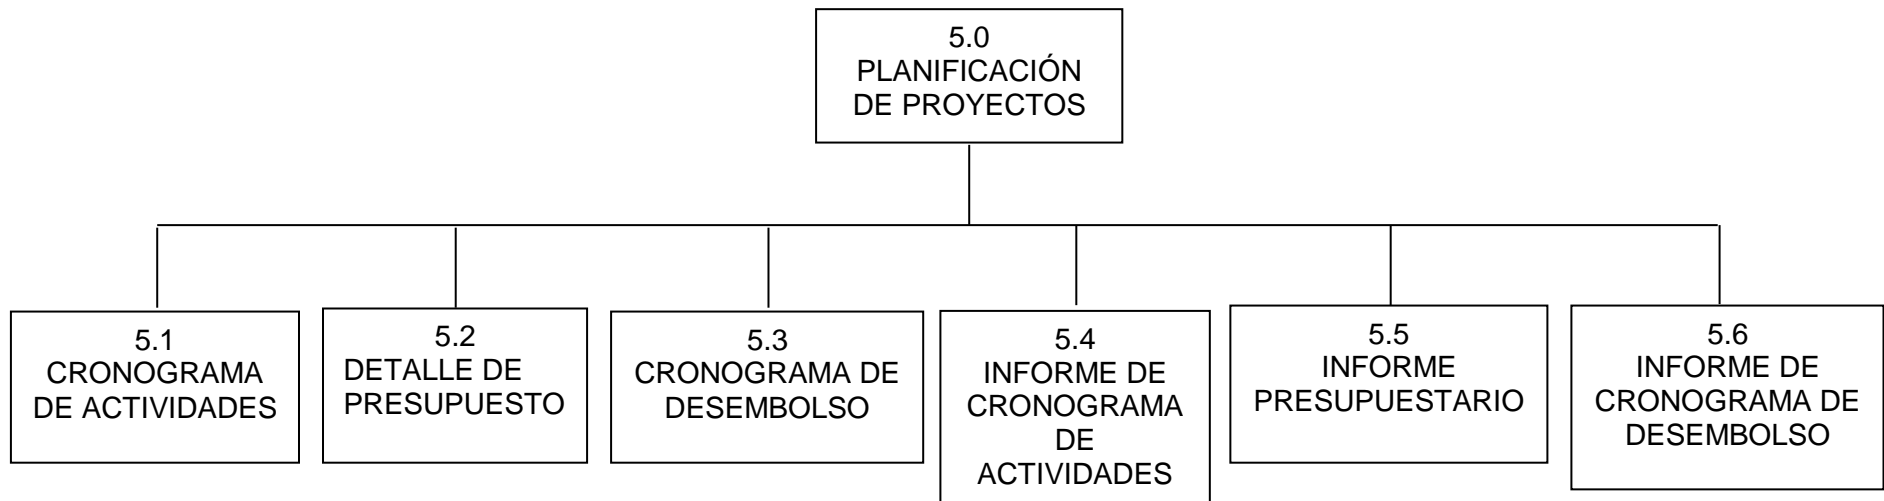 5.0
PLANIFICACIÓN
DE PROYECTOS
5.1
CRONOGRAMA
DE ACTIVIDADES
5.2
DETALLE DE
PRESUPUESTO
5.3
CRONOGRAMA DE
DESEMBOLSO
5.4
INFORME DE
CRONOGRAMA
DE
ACTIVIDADES
5.5
INFORME
PRESUPUESTARIO
5.6
INFORME DE
CRONOGRAMA DE
DESEMBOLSO